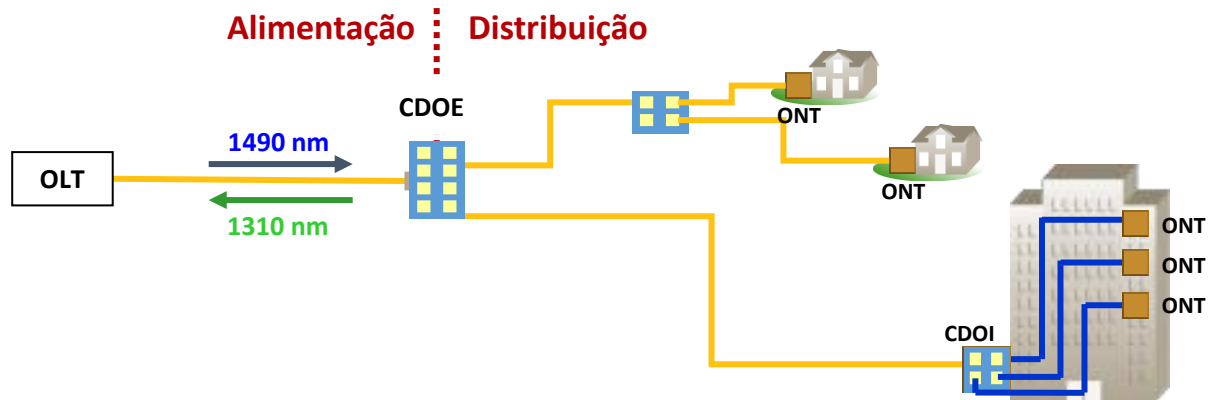 Alimentação
Distribuição
CDOE
1490 nm
OLT
1310 nm
ONT
ONT
ONT
ONT
ONT
CDOI